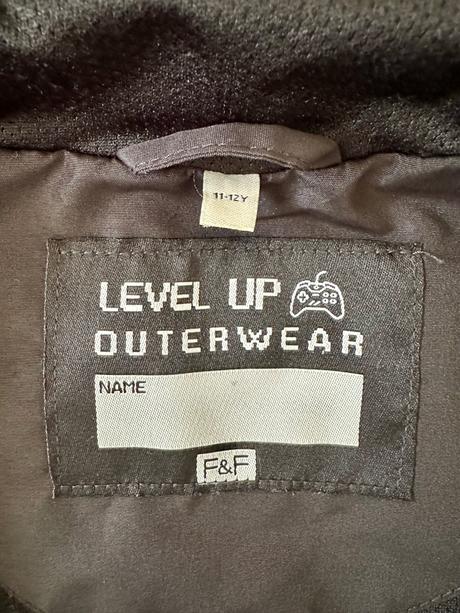 11-12Y
LEVEL UP
OUTERWEAR
NAME
F&F